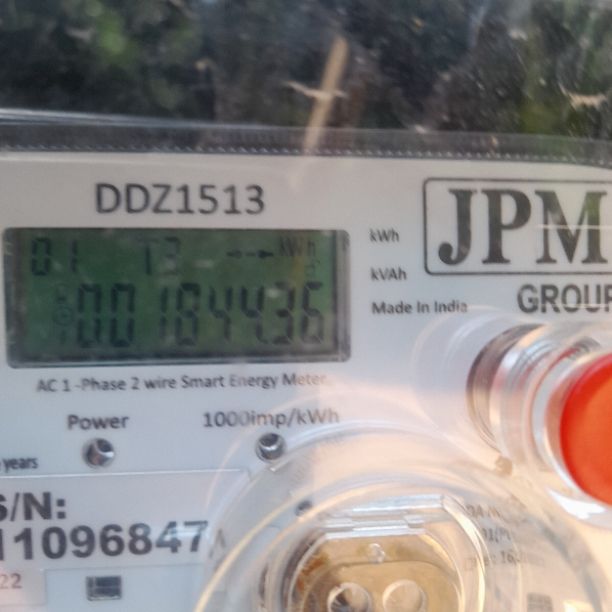 DDZ1513
JPM
GROUP
01 T3 kWh
00184436
kWh
kVAh
Made In India
AC 1 -Phase 2 wire Smart Energy Meter
Power
1000imp/kWh
years
S/N:
11096847
22